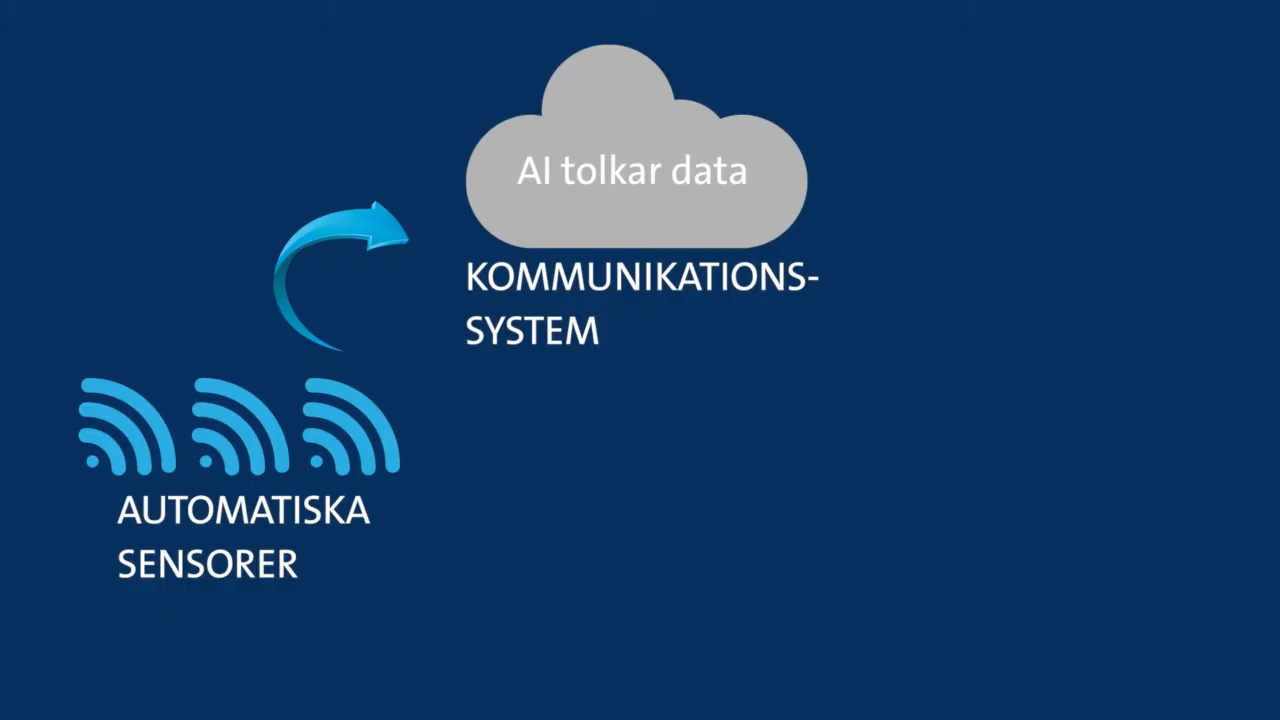 AI tolkar data
KOMMUNIKATIONS-
SYSTEM
AUTOMATISKA
SENSORER